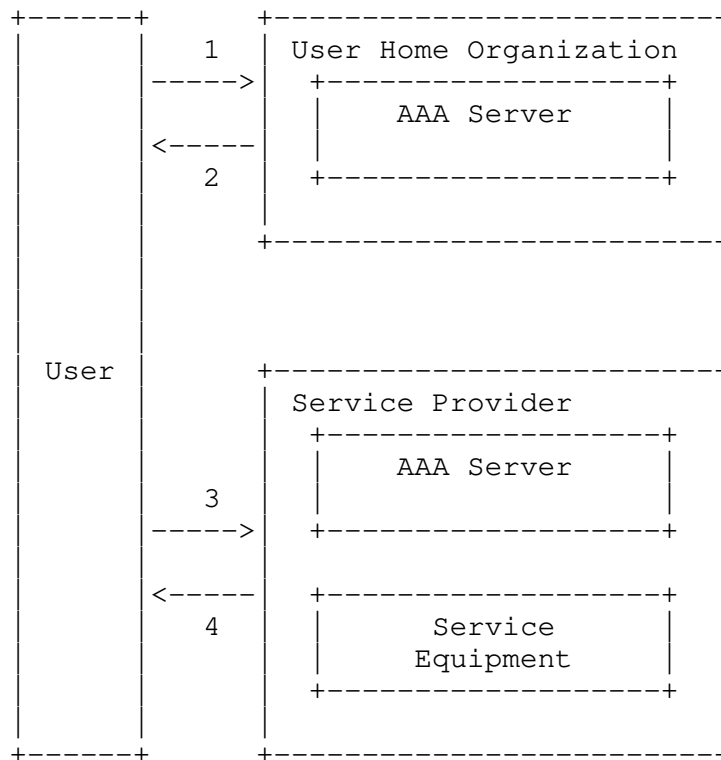 1 User Home Organization
----->
AAA Server
<-----
2
User
Service Provider
AAA Server
3
----->
<-----
4 Service
Equipment